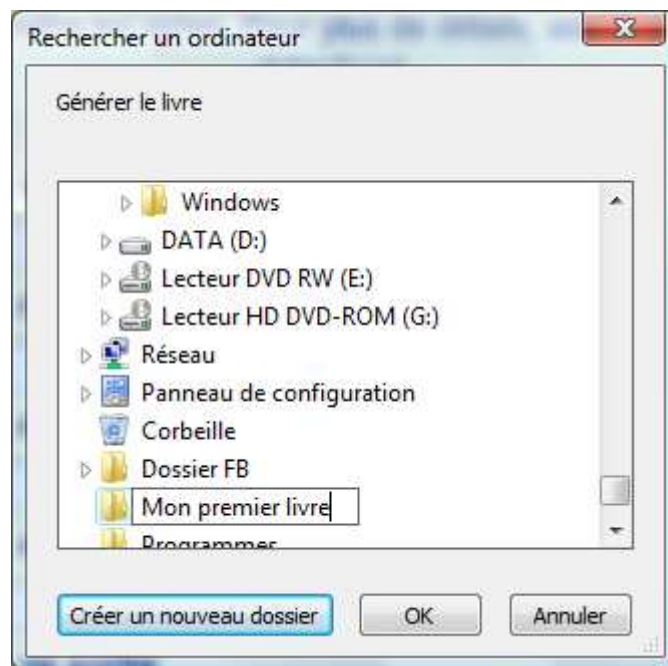 Rechercher un ordinateur
Générer le livre
Windows
DATA (D:)
Lecteur DVD RW (E:)
Lecteur HD DVD-ROM (G:)
Réseau
Panneau de configuration
Corbeille
Dossier FB
Mon premier livre
Programmes
Créer un nouveau dossier
OK
Annuler